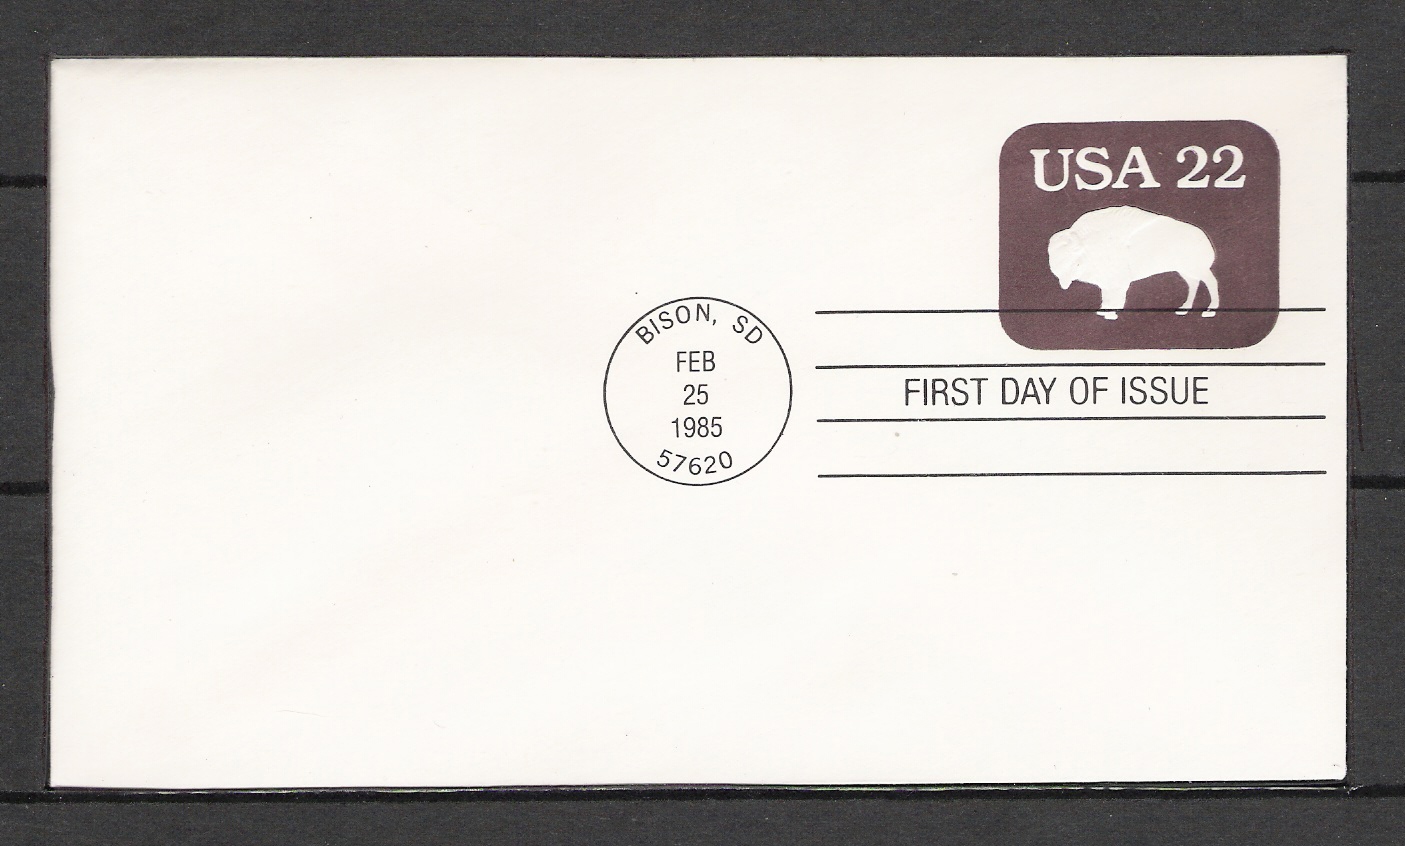 USA 22
BISON, SD
FEB
25
1985
57620
FIRST DAY OF ISSUE